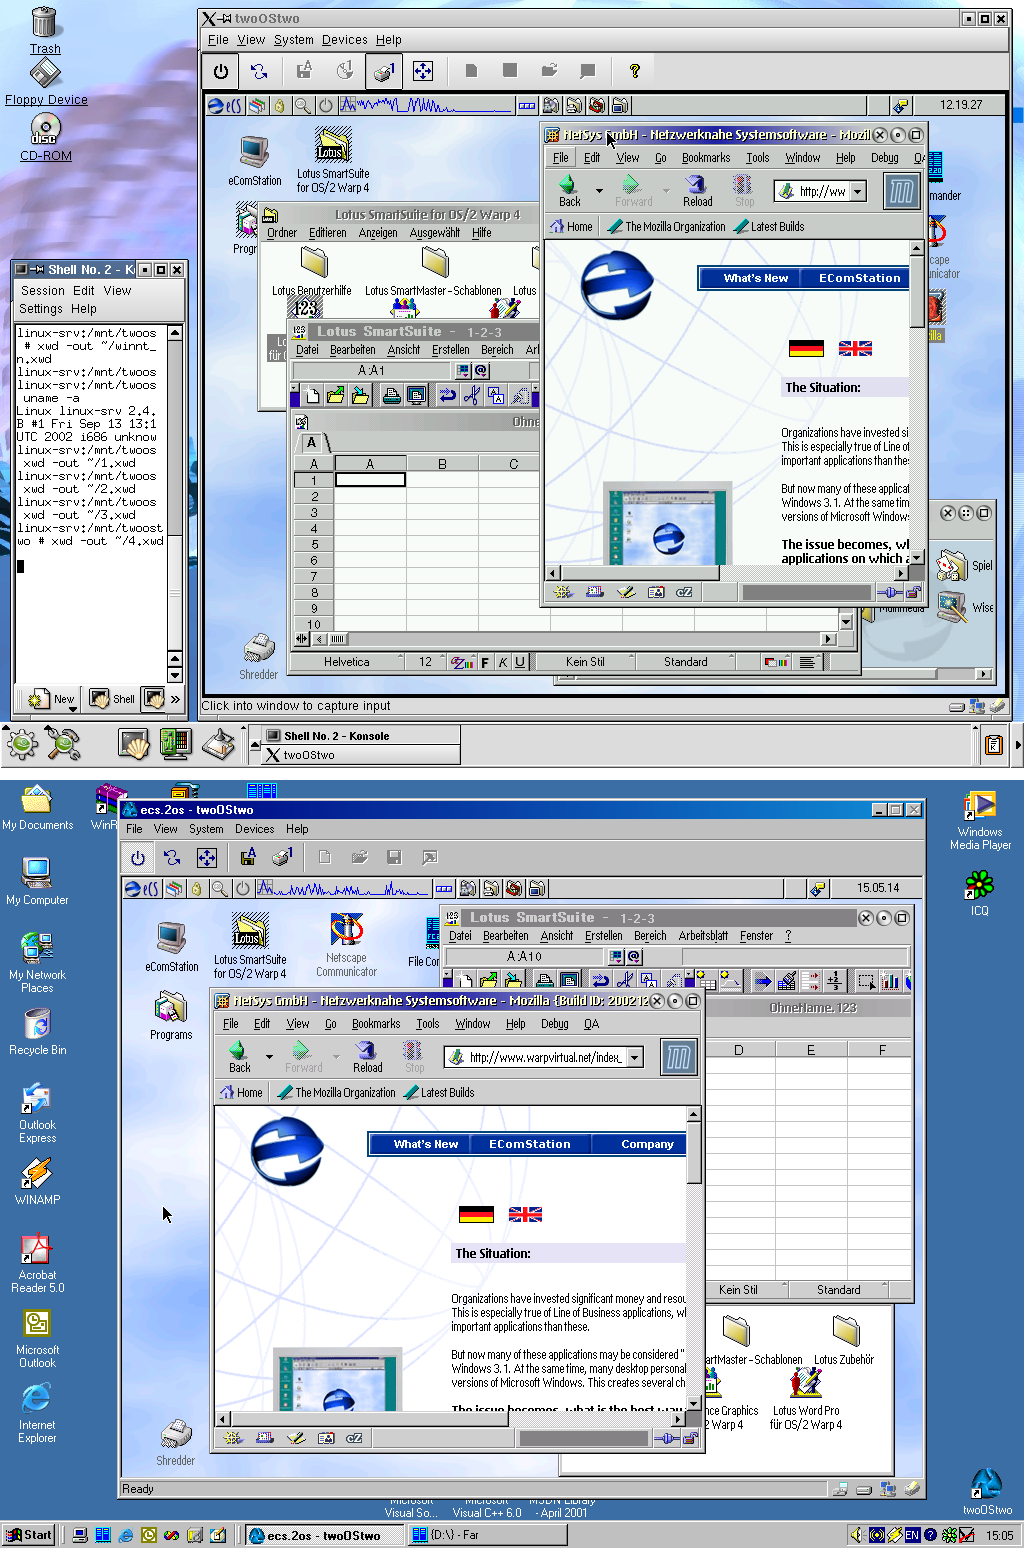 Trash
Floppy Device
CD-ROM
twoOStwo
File View System Devices Help
eCS
12.19.27
eComStation
Lotus SmartSuite
für OS/2 Warp 4
Lotus SmartSuite for OS/2 Warp 4
Ordner Editieren Anzeigen Ausgewählt Hilfe
Lotus Benutzerhilfe
Lotus SmartMaster-Schablonen
Lotus SmartSuite - 1-2-3
Datei Bearbeiten Ansicht Erstellen Bereich
A:A1
A
A A B C
1
2
3
4
5
6
7
8
9
10
Helvetica 12 F K U Kein Stil Standard
NetSys GmbH - Netzwerknahe Systemsoftware - Mozil
File Edit View Go Bookmarks Tools Window Help Debug
Back Forward Reload Stop
http://ww
Home The Mozilla Organization Latest Builds
What's New EComStation
The Situation:
Organizations have invested si
This is especially true of Line of
important applications than the
But now many of these applicat
Windows 3.1. At the same tim
versions of Microsoft Window
The issue becomes, wh
applications on which a
Spiel
Multimedia
Wise
Shredder
Click into window to capture input
Shell No. 2 - K
Session Edit View
Settings Help
linux-srv:/mnt/twoos
# xwd -out ~/winnt_
n.xwd
linux-srv:/mnt/twoos
linux-srv:/mnt/twoos
uname -a
Linux linux-srv 2.4.
B #1 Fri Sep 13 13:1
UTC 2002 i686 unknow
linux-srv:/mnt/twoos
xwd -out ~/1.xwd
linux-srv:/mnt/twoos
xwd -out ~/2.xwd
linux-srv:/mnt/twoos
xwd -out ~/3.xwd
linux-srv:/mnt/twoost
wo # xwd -out ~/4.xwd
New Shell
Shell No. 2 - Konsole
twoOStwo
My Documents
WinR
My Computer
My Network
Places
Recycle Bin
Outlook
Express
WINAMP
Acrobat
Reader 5.0
Microsoft
Outlook
Internet
Explorer
Windows
Media Player
ICQ
twoOStwo
ecs.2os - twoOStwo
File View System Devices Help
eCS
15.05.14
eComStation
Lotus SmartSuite
für OS/2 Warp 4
Netscape
Communicator
File Con
Programs
Lotus SmartSuite - 1-2-3
Datei Bearbeiten Ansicht Erstellen Bereich Arbeitsblatt Fenster ?
A:A10
OhneName.123
D E F
Kein Stil Standard
NetSys GmbH - Netzwerknahe Systemsoftware - Mozilla {Build ID: 20021
File Edit View Go Bookmarks Tools Window Help Debug QA
Back Forward Reload Stop
http://www.warpvirtual.net/index_
Home The Mozilla Organization Latest Builds
What's New EComStation Company
The Situation:
Organizations have invested significant money and resou
This is especially true of Line of Business applications, wh
important applications than these.
But now many of these applications may be considered "
Windows 3.1. At the same time, many desktop personal
versions of Microsoft Windows. This creates several ch
The issue becomes, what is the best way
artMaster-Schablonen
Lotus Zubehör
nce Graphics
2 Warp 4
Lotus Word Pro
für OS/2 Warp 4
Shredder
Ready
Microsoft
Visual So...
Microsoft
Visual C++ 6.0
MSDN Library
- April 2001
Start
ecs.2os - twoOStwo
{D:\} - Far
EN
15:05